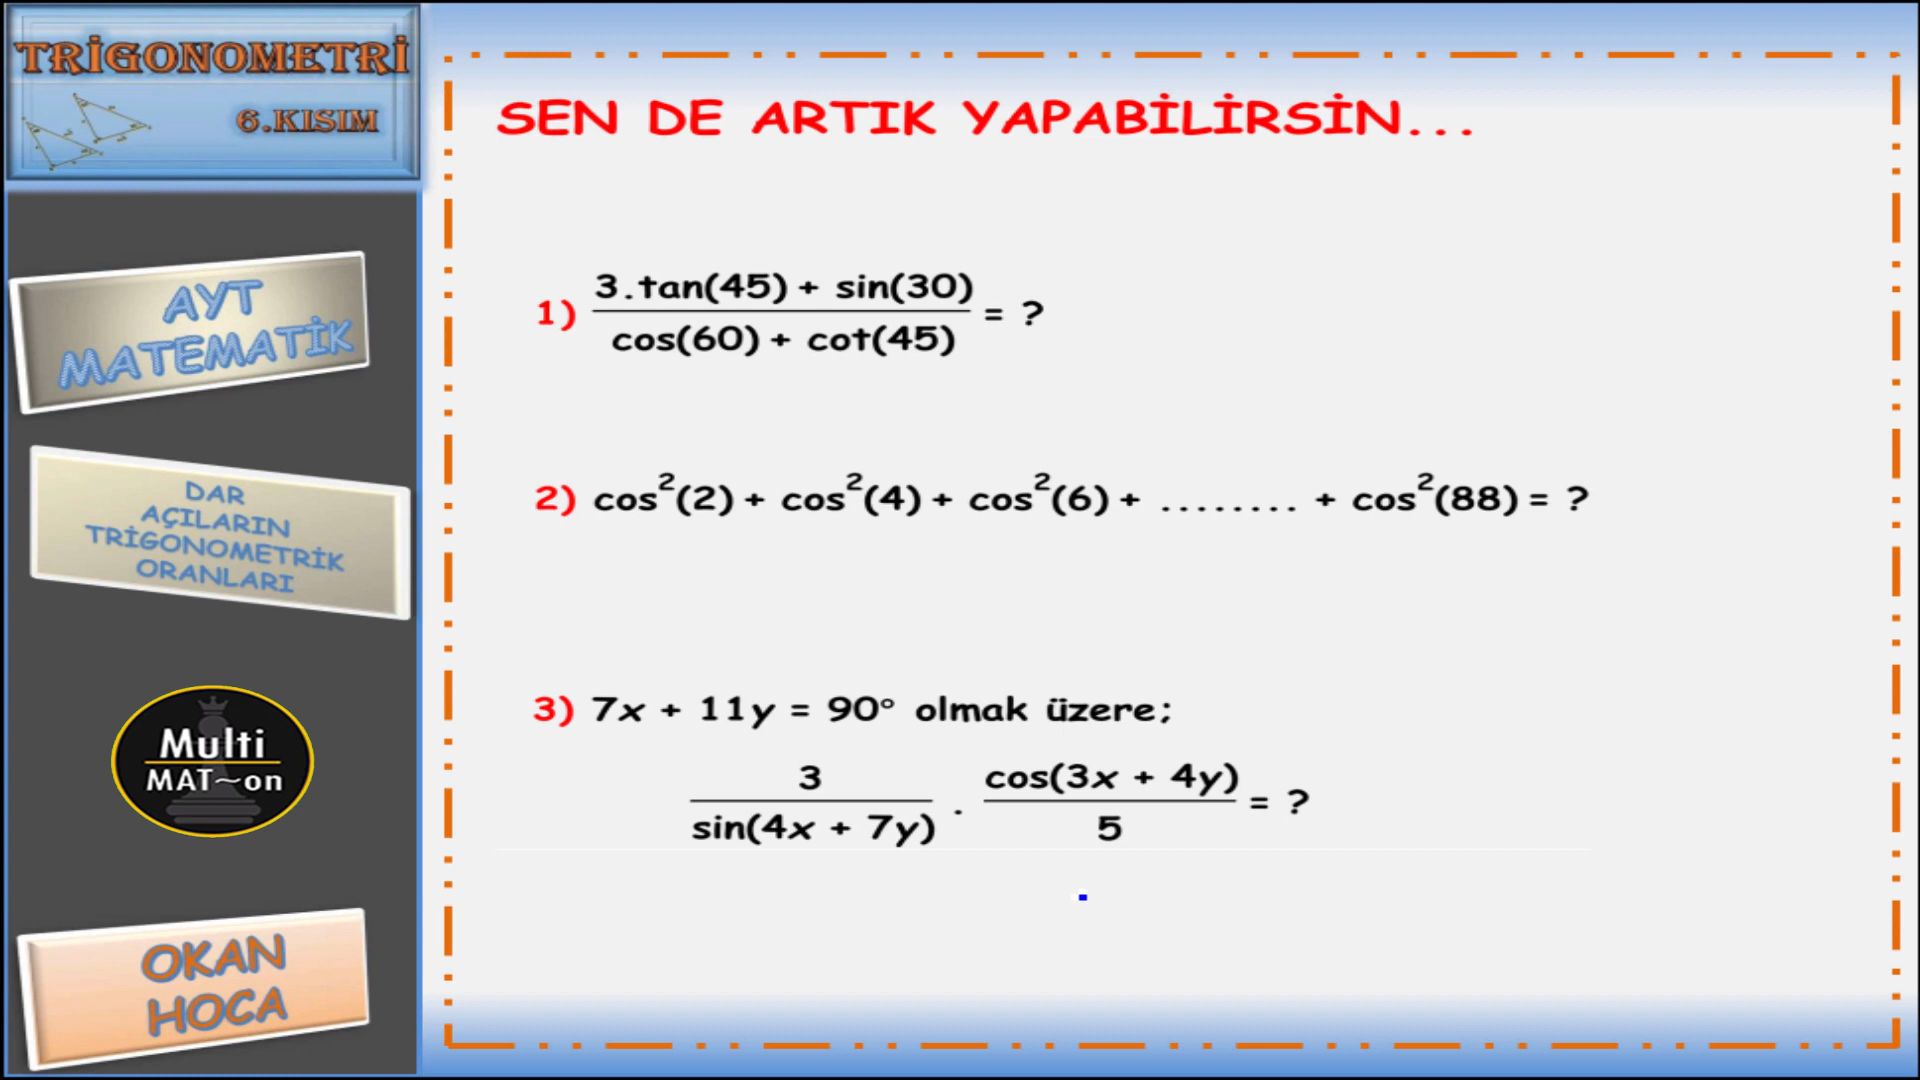 TRİGONOMETRİ
6.KISIM
AYT
MATEMATİK
DAR
AÇILARIN
TRİGONOMETRİK
ORANLARI
Multi
MAT~on
OKAN
HOCA
SEN DE ARTIK YAPABİLİRSİN...
1) 3.tan(45) + sin(30)
cos(60) + cot(45) = ?
2) cos²(2) + cos²(4) + cos²(6) + ........ + cos²(88) = ?
3) 7x + 11y = 90° olmak üzere;
3 / sin(4x + 7y) . cos(3x + 4y) / 5 = ?